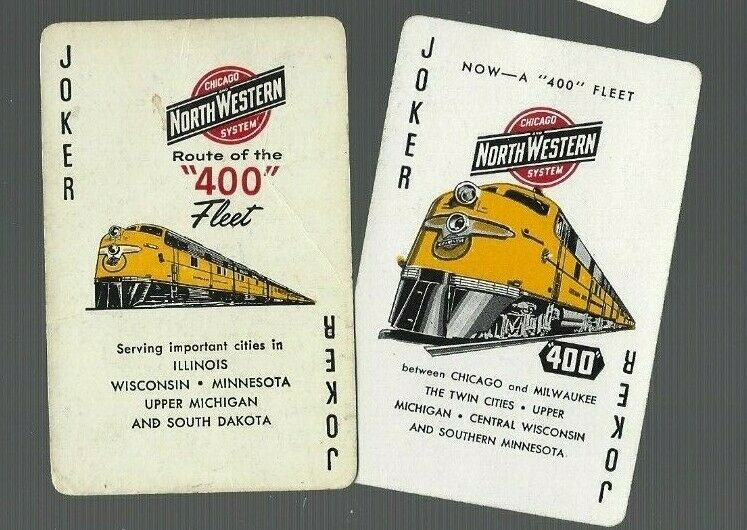 JOKER
CHICAGO
AND
NORTH WESTERN
SYSTEM
Route of the
"400"
Fleet
Serving important cities in
ILLINOIS
WISCONSIN • MINNESOTA
UPPER MICHIGAN
AND SOUTH DAKOTA
JOKER
JOKER
NOW—A "400" FLEET
CHICAGO
AND
NORTH WESTERN
SYSTEM
"400"
between CHICAGO and MILWAUKEE
THE TWIN CITIES • UPPER
MICHIGAN • CENTRAL WISCONSIN
AND SOUTHERN MINNESOTA
JOKER